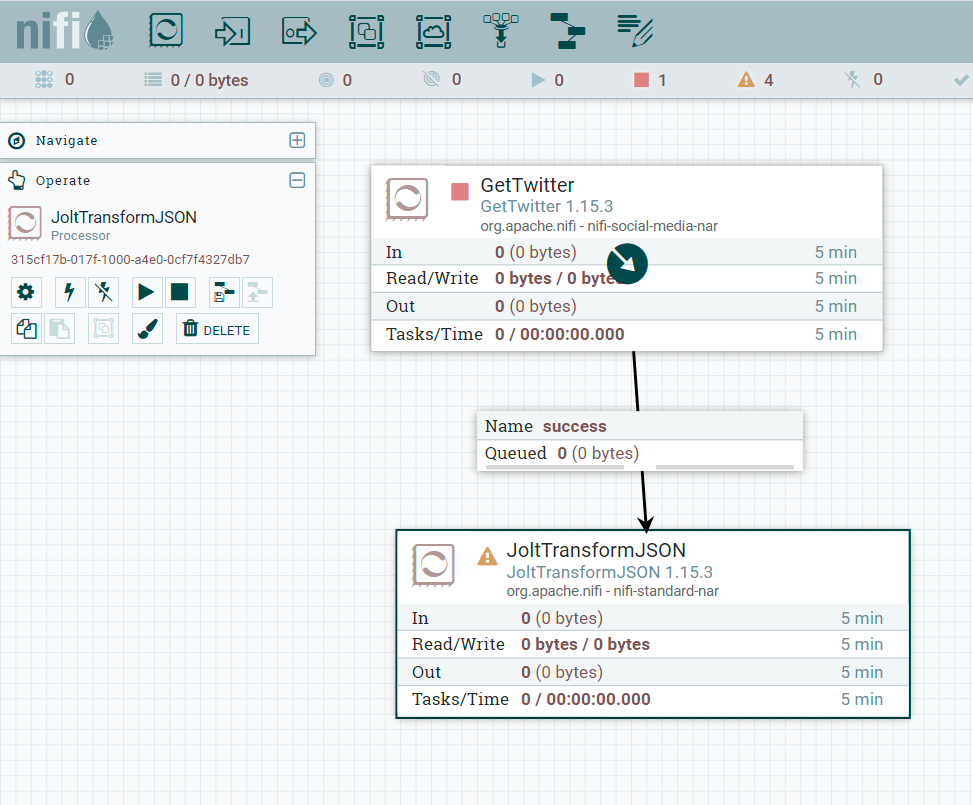 nifi
0
0 / 0 bytes
0
0
0
1
4
0
Navigate
Operate
JoltTransformJSON
Processor
315cf17b-017f-1000-a4e0-0cf7f4327db7
DELETE
GetTwitter
GetTwitter 1.15.3
org.apache.nifi - nifi-social-media-nar
In 0 (0 bytes) 5 min
Read/Write 0 bytes / 0 bytes 5 min
Out 0 (0 bytes) 5 min
Tasks/Time 0 / 00:00:00.000 5 min
Name success
Queued 0 (0 bytes)
JoltTransformJSON
JoltTransformJSON 1.15.3
org.apache.nifi - nifi-standard-nar
In 0 (0 bytes) 5 min
Read/Write 0 bytes / 0 bytes 5 min
Out 0 (0 bytes) 5 min
Tasks/Time 0 / 00:00:00.000 5 min